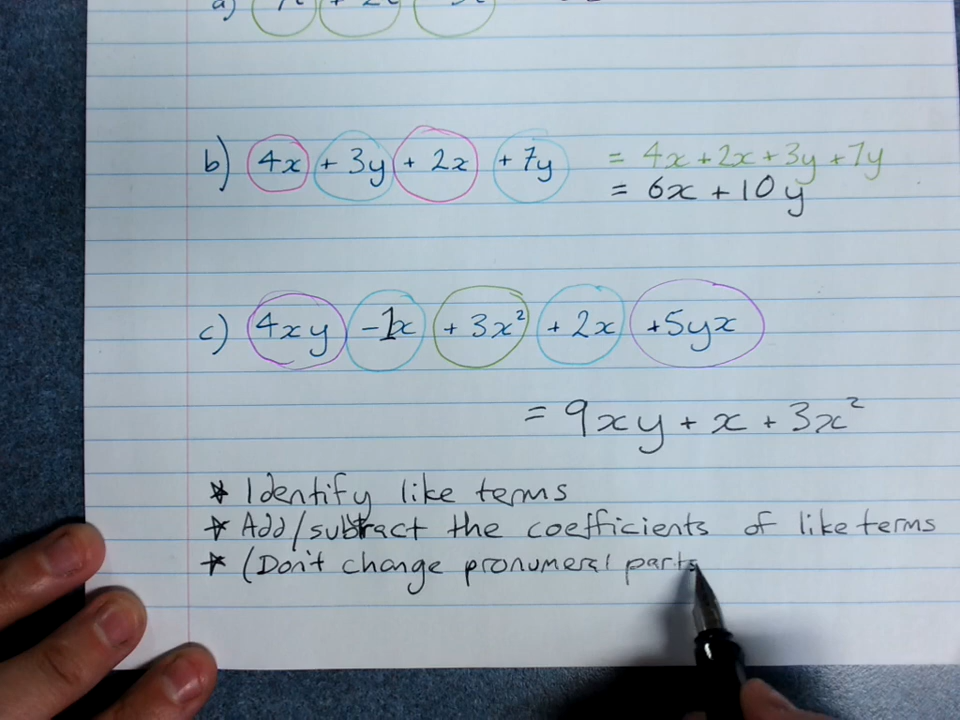 a)
b) 4x + 3y + 2x + 7y = 4x + 2x + 3y + 7y
= 6x + 10y
c) 4xy - 1x + 3x² + 2x + 5yx
= 9xy + x + 3x²
* Identify like terms
* Add/subtract the coefficients of like terms
* (Don't change pronumeral parts